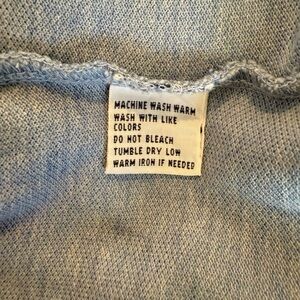 MACHINE WASH WARM
WASH WITH LIKE
COLORS
DO NOT BLEACH
TUMBLE DRY LOW
WARM IRON IF NEEDED